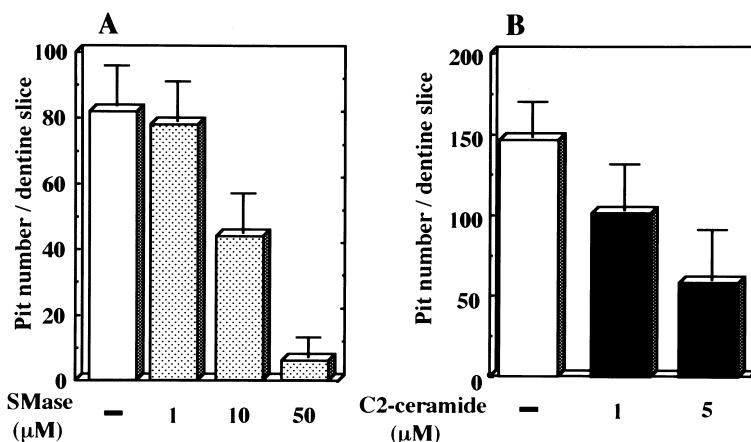 A
Pit number / dentine slice
100
80
60
40
20
0
SMase
(μM)
– 1 10 50
B
Pit number / dentine slice
200
150
100
50
0
C2-ceramide
(μM)
– 1 5